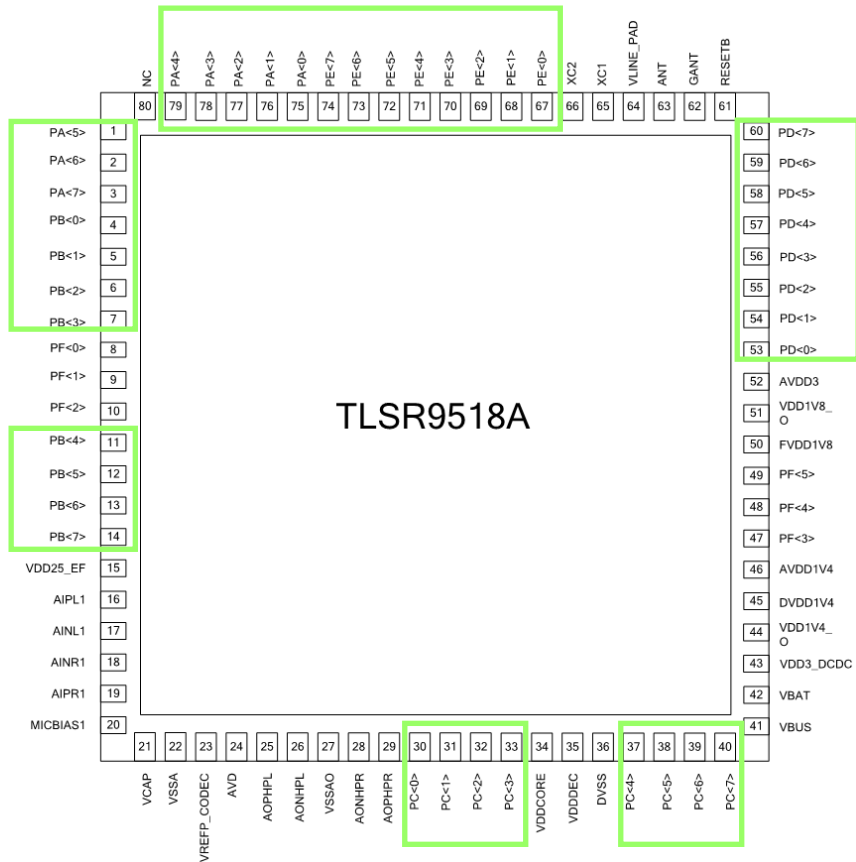 NC
PA<4>
PA<3>
PA<2>
PA<1>
PA<0>
PE<7>
PE<6>
PE<5>
PE<4>
PE<3>
PE<2>
PE<1>
PE<0>
XC2
XC1
VLINE_PAD
ANT
GANT
RESETB
80 79 78 77 76 75 74 73 72 71 70 69 68 67 66 65 64 63 62 61
PA<5> 1
PA<6> 2
PA<7> 3
PB<0> 4
PB<1> 5
PB<2> 6
PB<3> 7
PF<0> 8
PF<1> 9
PF<2> 10
PB<4> 11
PB<5> 12
PB<6> 13
PB<7> 14
VDD25_EF 15
AIPL1 16
AINL1 17
AINR1 18
AIPR1 19
MICBIAS1 20
TLSR9518A
60 PD<7>
59 PD<6>
58 PD<5>
57 PD<4>
56 PD<3>
55 PD<2>
54 PD<1>
53 PD<0>
52 AVDD3
51 VDD1V8_
O
50 FVDD1V8
49 PF<5>
48 PF<4>
47 PF<3>
46 AVDD1V4
45 DVDD1V4
44 VDD1V4_
O
43 VDD3_DCDC
42 VBAT
41 VBUS
21 22 23 24 25 26 27 28 29 30 31 32 33 34 35 36 37 38 39 40
VCAP
VSSA
VREFP_CODEC
AVD
AOPHPL
AONHPL
VSSAO
AONHPR
AOPHPR
PC<0>
PC<1>
PC<2>
PC<3>
VDDCORE
VDDDEC
DVSS
PC<4>
PC<5>
PC<6>
PC<7>